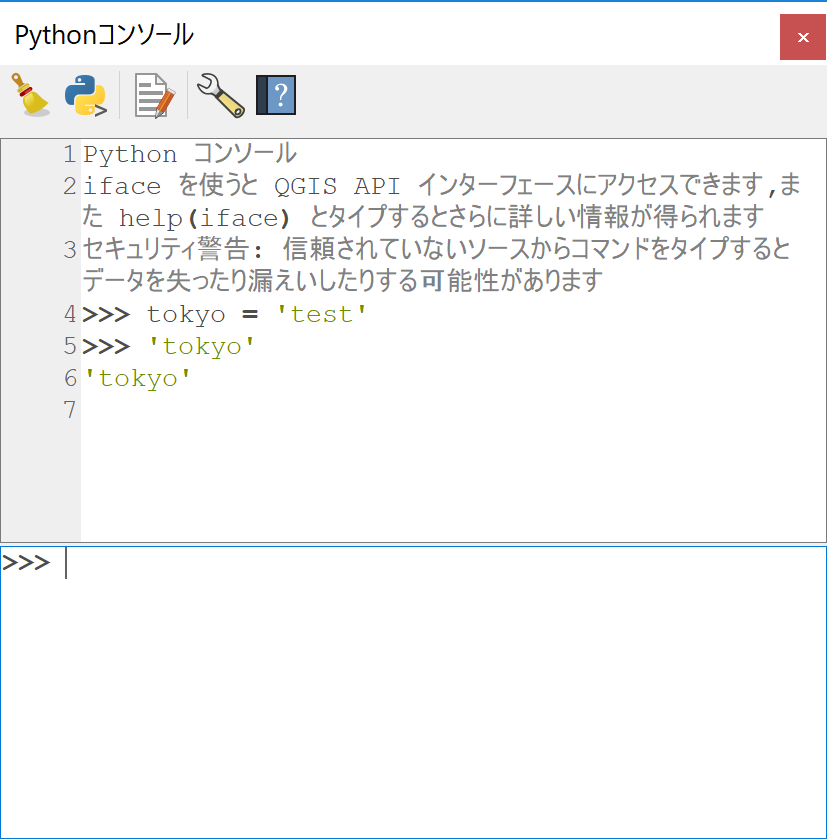 Pythonコンソール
1 Python コンソール
2 iface を使うと QGIS API インターフェースにアクセスできます,ま
た help(iface) とタイプするとさらに詳しい情報が得られます
3 セキュリティ警告: 信頼されていないソースからコマンドをタイプすると
データを失ったり漏えいしたりする可能性があります
4 >>> tokyo = 'test'
5 >>> 'tokyo'
6 'tokyo'
7
>>>